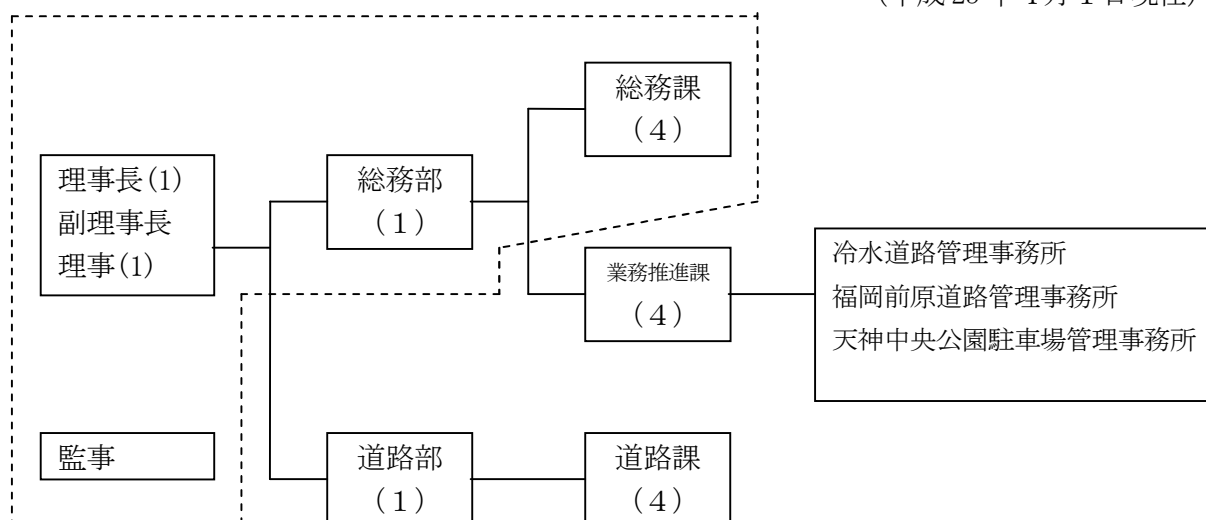 総務課
（４）
理事長(1)
副理事長
理事(1)
総務部
（１）
業務推進課
（４）
冷水道路管理事務所
福岡前原道路管理事務所
天神中央公園駐車場管理事務所
監事
道路部
（１）
道路課
（４）